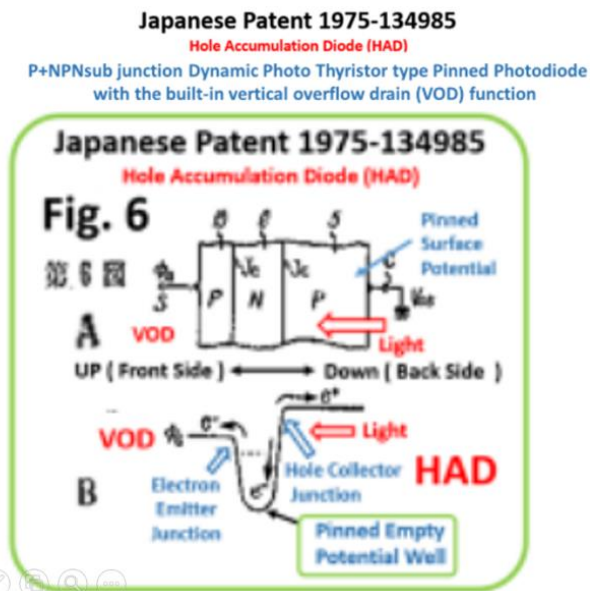 Japanese Patent 1975-134985
Hole Accumulation Diode (HAD)
P+NPNsub junction Dynamic Photo Thyristor type Pinned Photodiode
with the built-in vertical overflow drain (VOD) function
Japanese Patent 1975-134985
Hole Accumulation Diode (HAD)
Fig. 6
第 6 図
Pinned
Surface
Potential
P N P
A
VOD
Light
UP ( Front Side ) Down ( Back Side )
VOD
e-
e+
Light
Hole Collector
Junction
HAD
B
Electron
Emitter
Junction
e-
Pinned Empty
Potential Well